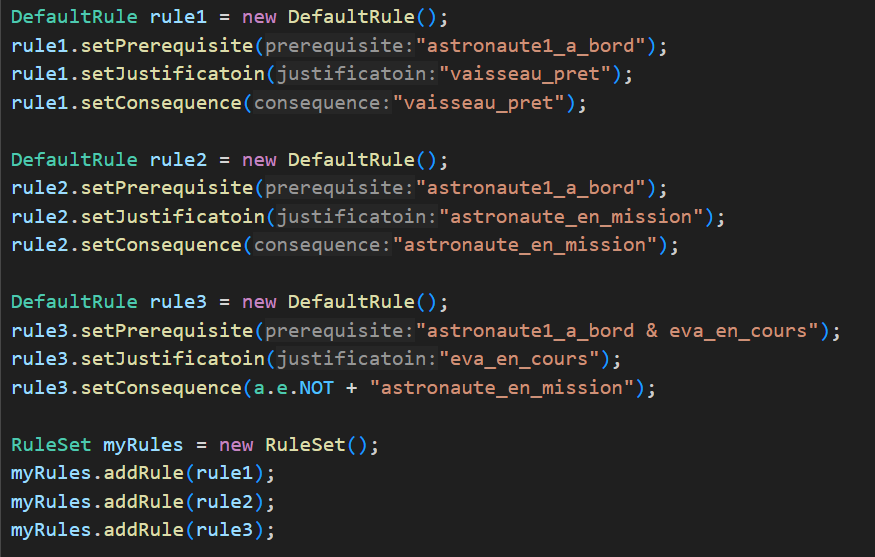 DefaultRule rule1 = new DefaultRule();
rule1.setPrerequisite(prerequisite:"astronaute1_a_bord");
rule1.setJustificatoin(justificatoin:"vaisseau_pret");
rule1.setConsequence(consequence:"vaisseau_pret");
DefaultRule rule2 = new DefaultRule();
rule2.setPrerequisite(prerequisite:"astronaute1_a_bord");
rule2.setJustificatoin(justificatoin:"astronaute_en_mission");
rule2.setConsequence(consequence:"astronaute_en_mission");
DefaultRule rule3 = new DefaultRule();
rule3.setPrerequisite(prerequisite:"astronaute1_a_bord & eva_en_cours");
rule3.setJustificatoin(justificatoin:"eva_en_cours");
rule3.setConsequence(a.e.NOT + "astronaute_en_mission");
RuleSet myRules = new RuleSet();
myRules.addRule(rule1);
myRules.addRule(rule2);
myRules.addRule(rule3);